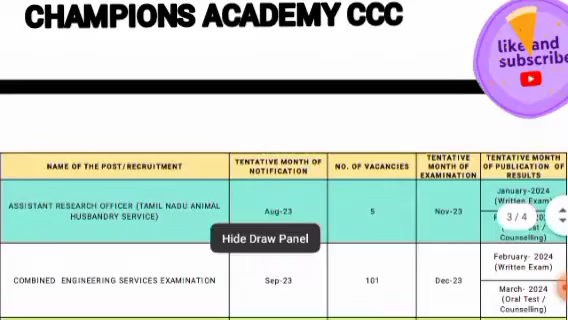 CHAMPIONS ACADEMY CCC
like and
subscribe
NAME OF THE POST/RECRUITMENT
TENTATIVE MONTH OF
NOTIFICATION
NO. OF VACANCIES
TENTATIVE
MONTH OF
EXAMINATION
TENTATIVE MONTH
OF PUBLICATION OF
RESULTS
ASSISTANT RESEARCH OFFICER (TAMIL NADU ANIMAL
HUSBANDRY SERVICE)
Aug-23
5
Nov-23
January-2024
(Written Exam)
3/4
Counselling)
Hide Draw Panel
COMBINED ENGINEERING SERVICES EXAMINATION
Sep-23
101
Dec-23
February- 2024
(Written Exam)
March- 2024
(Oral Test /
Counselling)